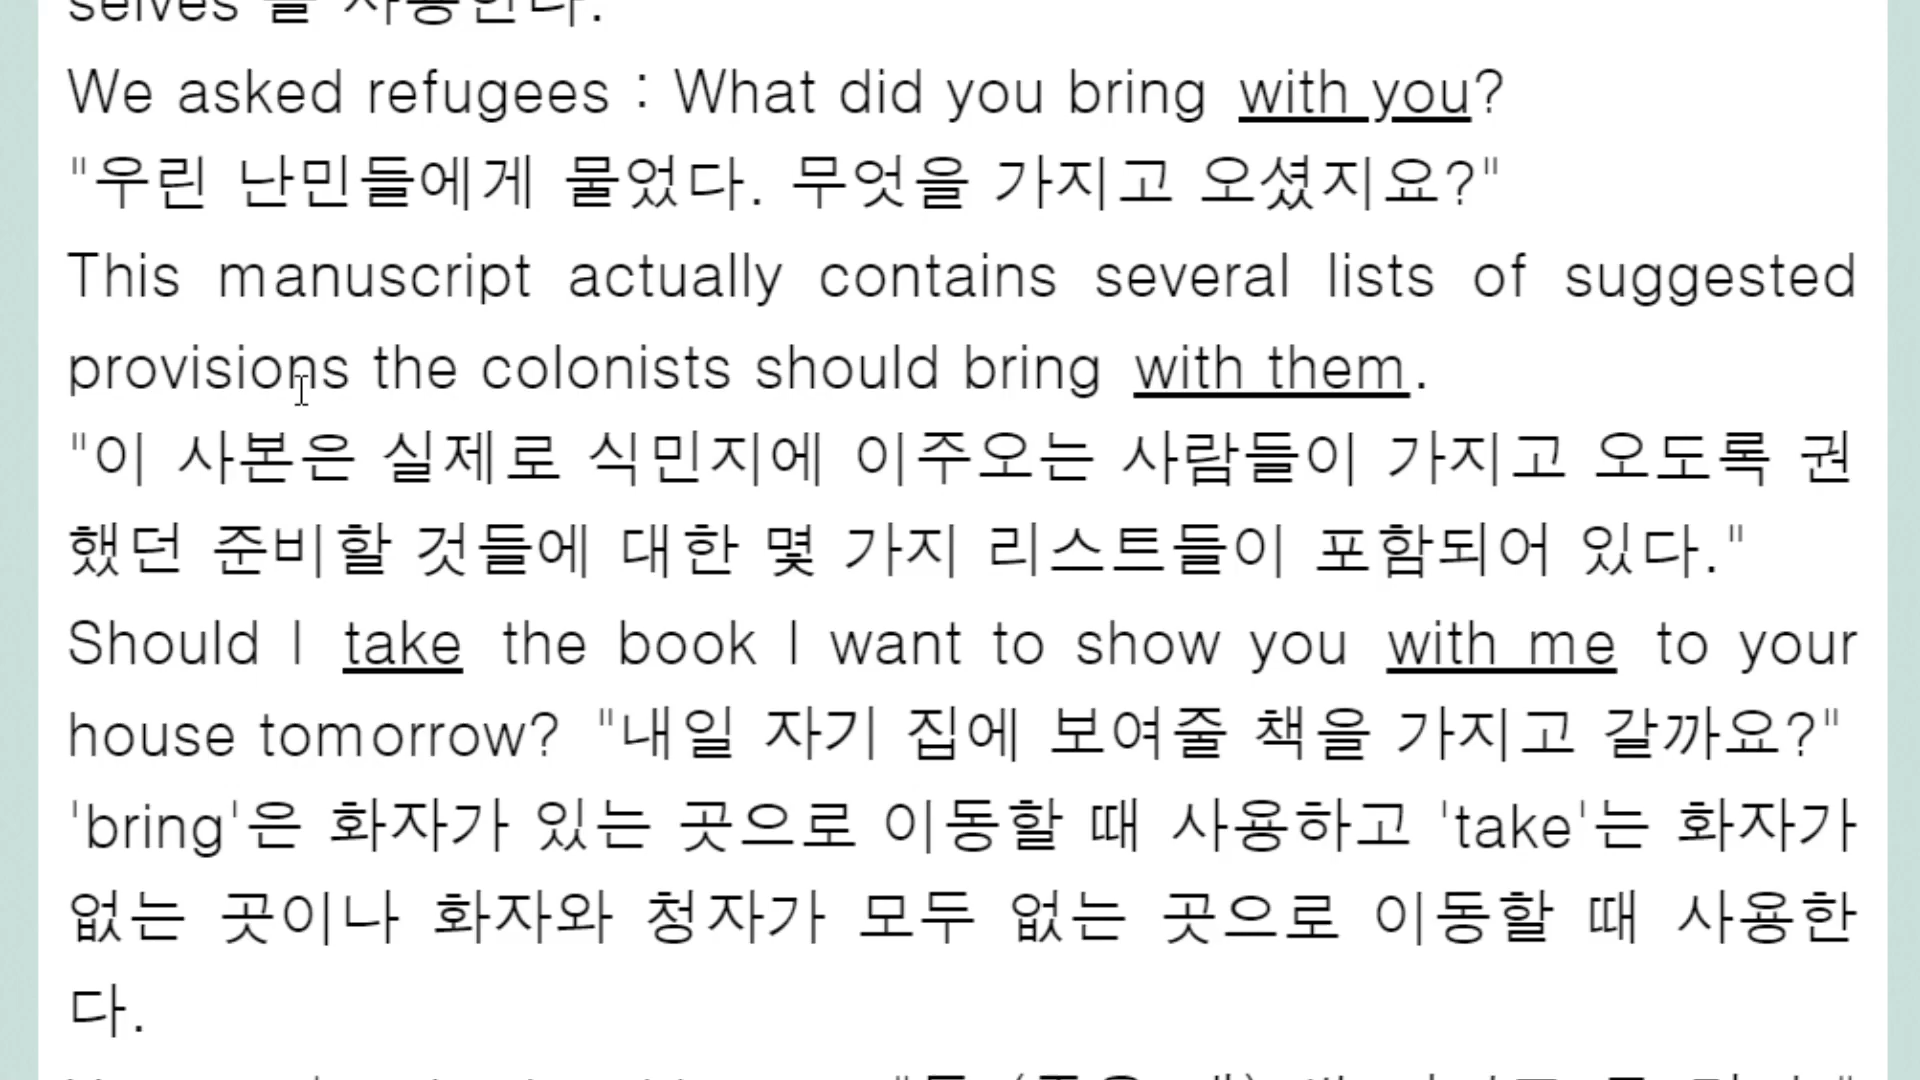 selves 를 사용한다.
We asked refugees : What did you bring with you?
"우린 난민들에게 물었다. 무엇을 가지고 오셨지요?"
This manuscript actually contains several lists of suggested
provisions the colonists should bring with them.
"이 사본은 실제로 식민지에 이주오는 사람들이 가지고 오도록 권
했던 준비할 것들에 대한 몇 가지 리스트들이 포함되어 있다."
Should I take the book I want to show you with me to your
house tomorrow? "내일 자기 집에 보여줄 책을 가지고 갈까요?"
'bring'은 화자가 있는 곳으로 이동할 때 사용하고 'take'는 화자가
없는 곳이나 화자와 청자가 모두 없는 곳으로 이동할 때 사용한
다.